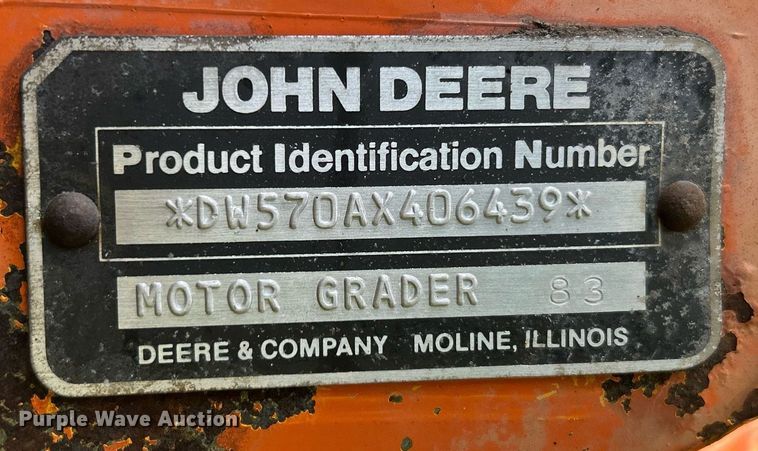 JOHN DEERE
Product Identification Number
*DW570AX406439*
MOTOR GRADER 83
DEERE & COMPANY MOLINE, ILLINOIS
Purple Wave Auction